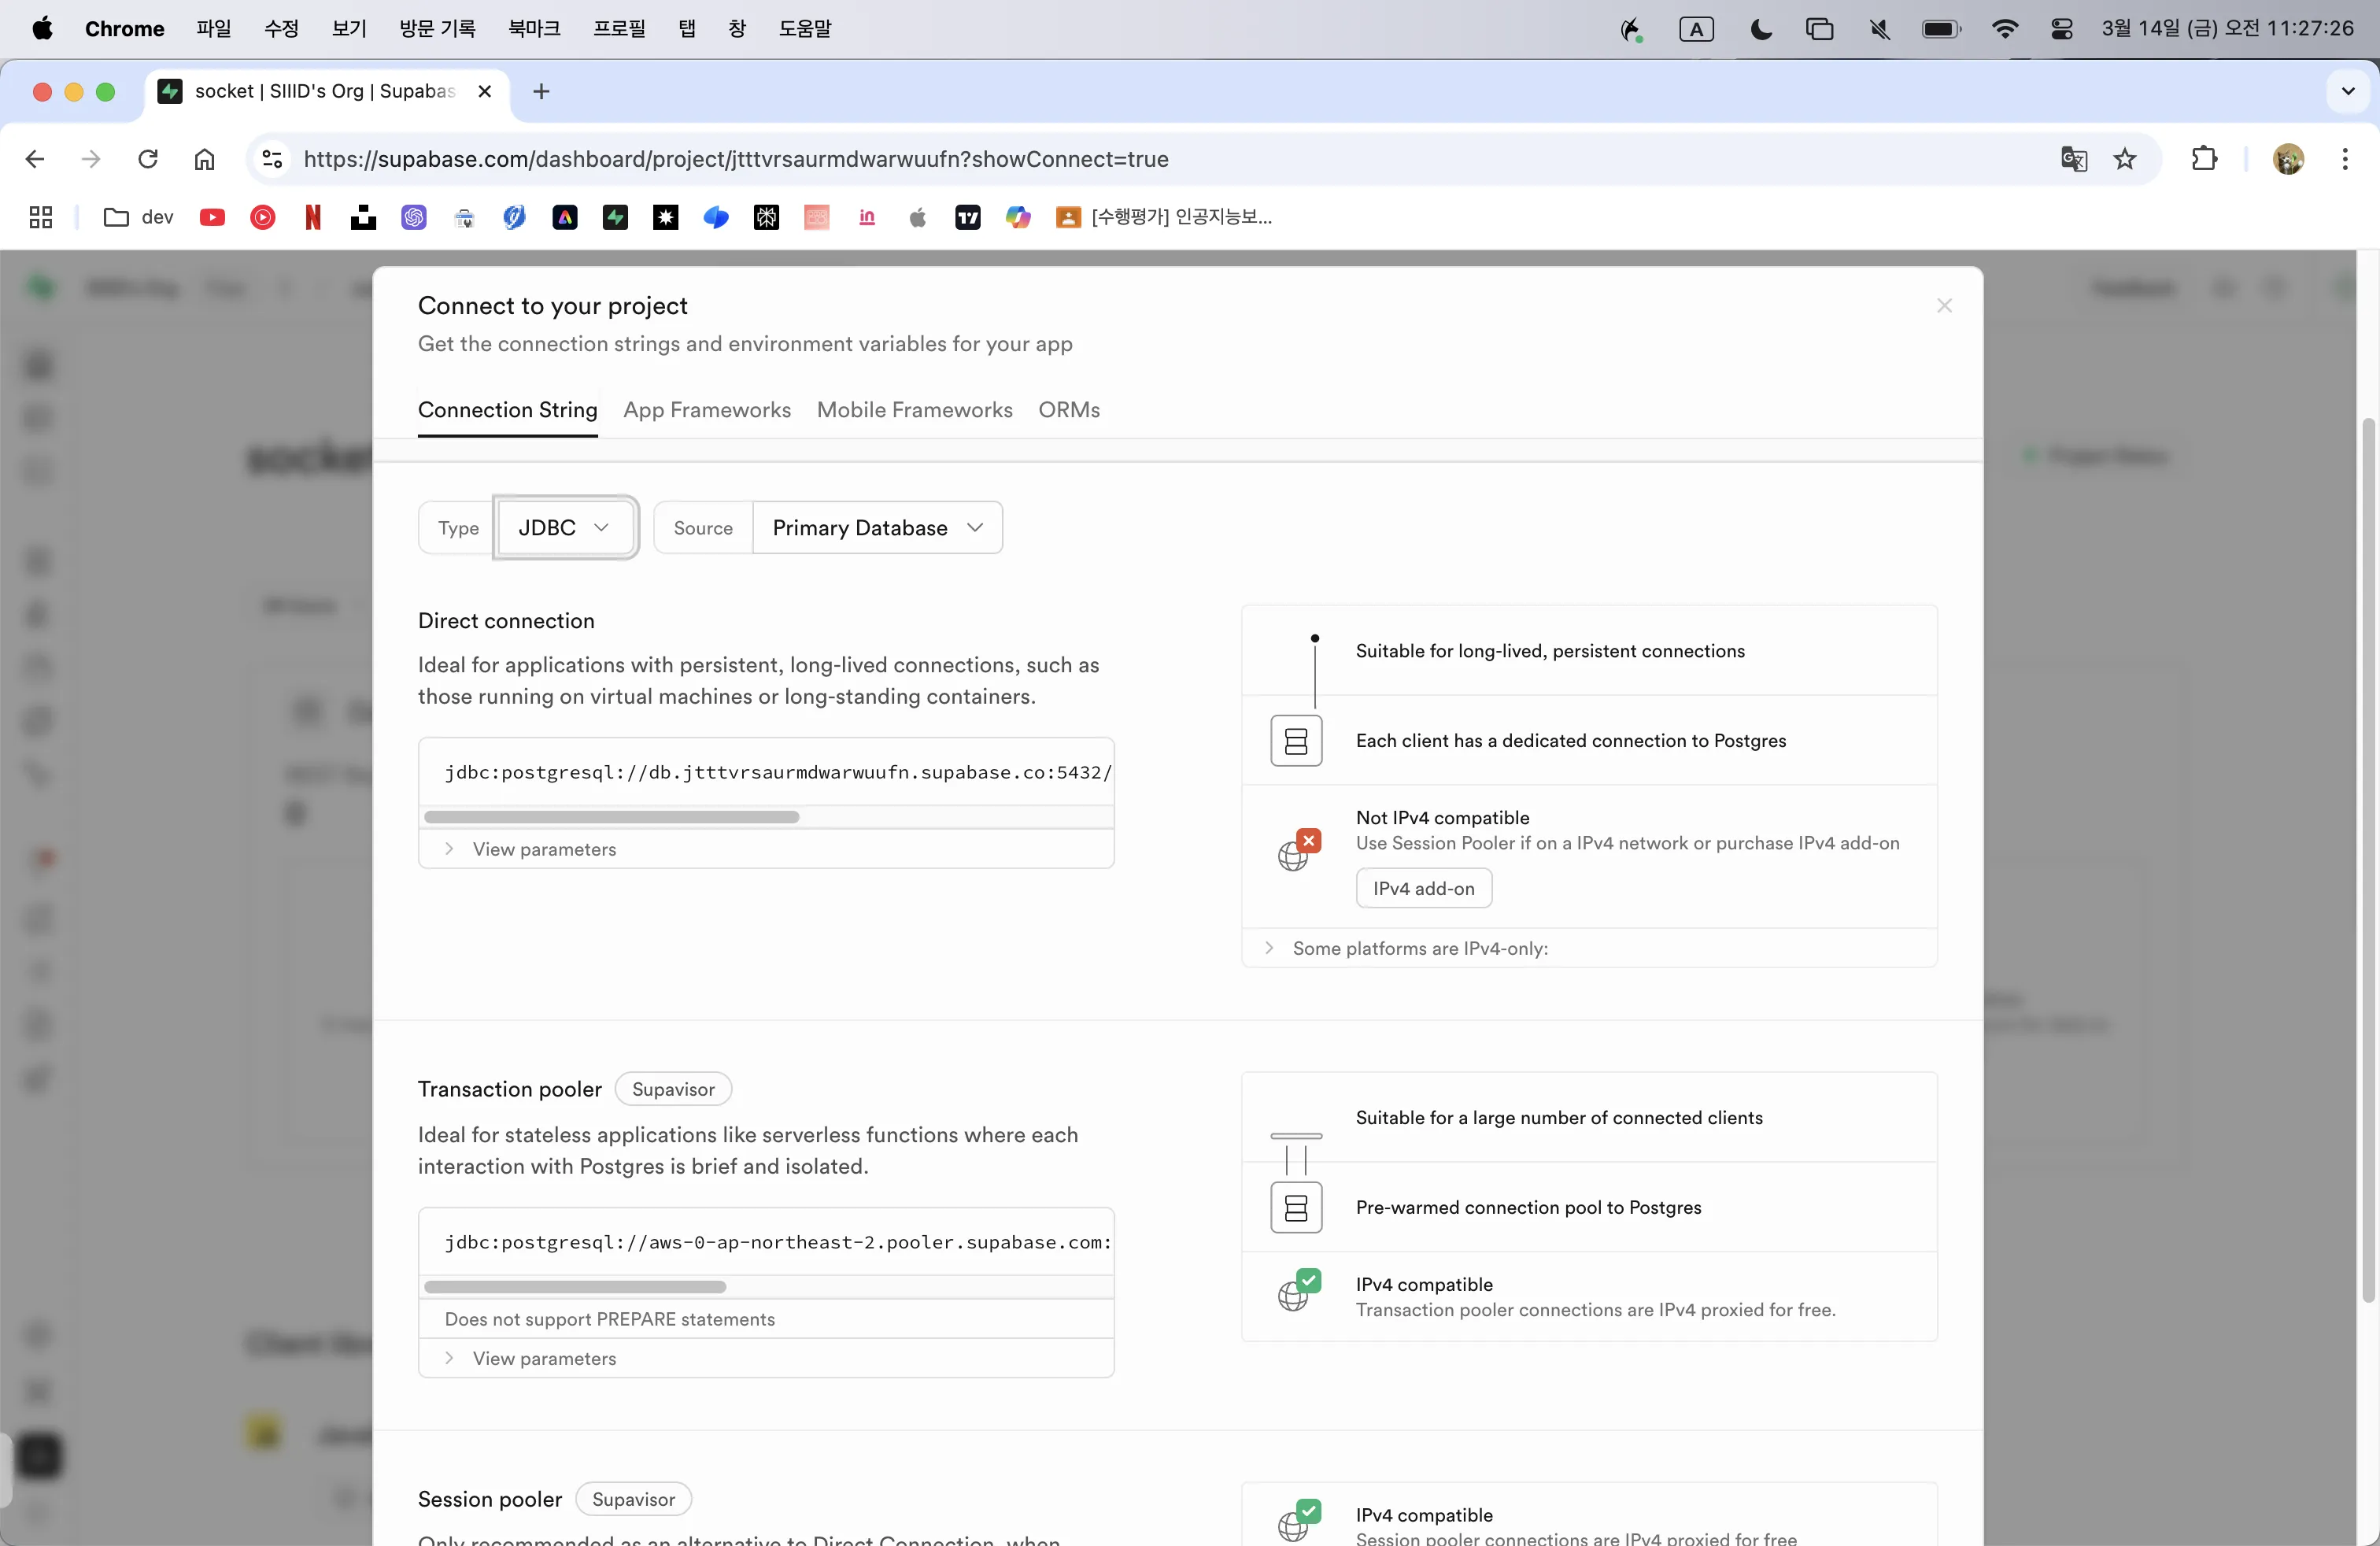 Chrome 파일 수정 보기 방문 기록 북마크 프로필 탭 창 도움말 A 3월 14일 (금) 오전 11:27:26
socket | SIIID's Org | Supabas
https://supabase.com/dashboard/project/jtttvrsaurmdwarwuufn?showConnect=true
dev [수행평가] 인공지능보...
Connect to your project
Get the connection strings and environment variables for your app
Connection String App Frameworks Mobile Frameworks ORMs
socket
Type JDBC Source Primary Database
Direct connection
Ideal for applications with persistent, long-lived connections, such as
those running on virtual machines or long-standing containers.
jdbc:postgresql://db.jtttvrsaurmdwarwuufn.supabase.co:5432/
View parameters
Suitable for long-lived, persistent connections
Each client has a dedicated connection to Postgres
Not IPv4 compatible
Use Session Pooler if on a IPv4 network or purchase IPv4 add-on
IPv4 add-on
Some platforms are IPv4-only:
Transaction pooler Supavisor
Ideal for stateless applications like serverless functions where each
interaction with Postgres is brief and isolated.
jdbc:postgresql://aws-0-ap-northeast-2.pooler.supabase.com:
Does not support PREPARE statements
View parameters
Suitable for a large number of connected clients
Pre-warmed connection pool to Postgres
IPv4 compatible
Transaction pooler connections are IPv4 proxied for free.
Session pooler Supavisor
Only recommended as an alternative to Direct Connection, when
IPv4 compatible
Session pooler connections are IPv4 proxied for free